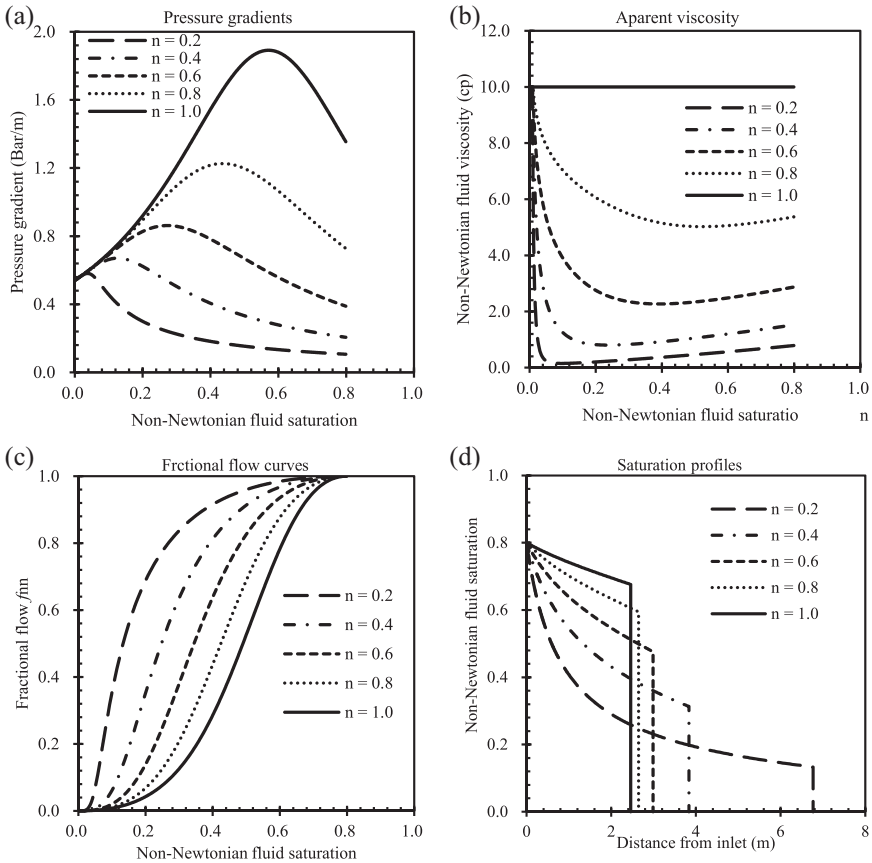 (a)
Pressure gradients
2.0
1.6
1.2
0.8
0.4
0.0
0.0
0.2
0.4
0.6
0.8
1.0
Pressure gradient (Bar/m)
Non-Newtonian fluid saturation
n = 0.2
n = 0.4
n = 0.6
n = 0.8
n = 1.0
(b)
Apparent viscosity
12.0
10.0
8.0
6.0
4.0
2.0
0.0
0.0
0.2
0.4
0.6
0.8
1.0
Non-Newtonian fluid viscosity (cp)
Non-Newtonian fluid saturatio n
n = 0.2
n = 0.4
n = 0.6
n = 0.8
n = 1.0
(c)
Frctional flow curves
1.0
0.8
0.6
0.4
0.2
0.0
0.0
0.2
0.4
0.6
0.8
1.0
Fractional flow fnn
Non-Newtonian fluid saturation
n = 0.2
n = 0.4
n = 0.6
n = 0.8
n = 1.0
(d)
Saturation profiles
1.0
0.8
0.6
0.4
0.2
0.0
0
2
4
6
8
Non-Newtonian fluid saturation
Distance from inlet (m)
n = 0.2
n = 0.4
n = 0.6
n = 0.8
n = 1.0